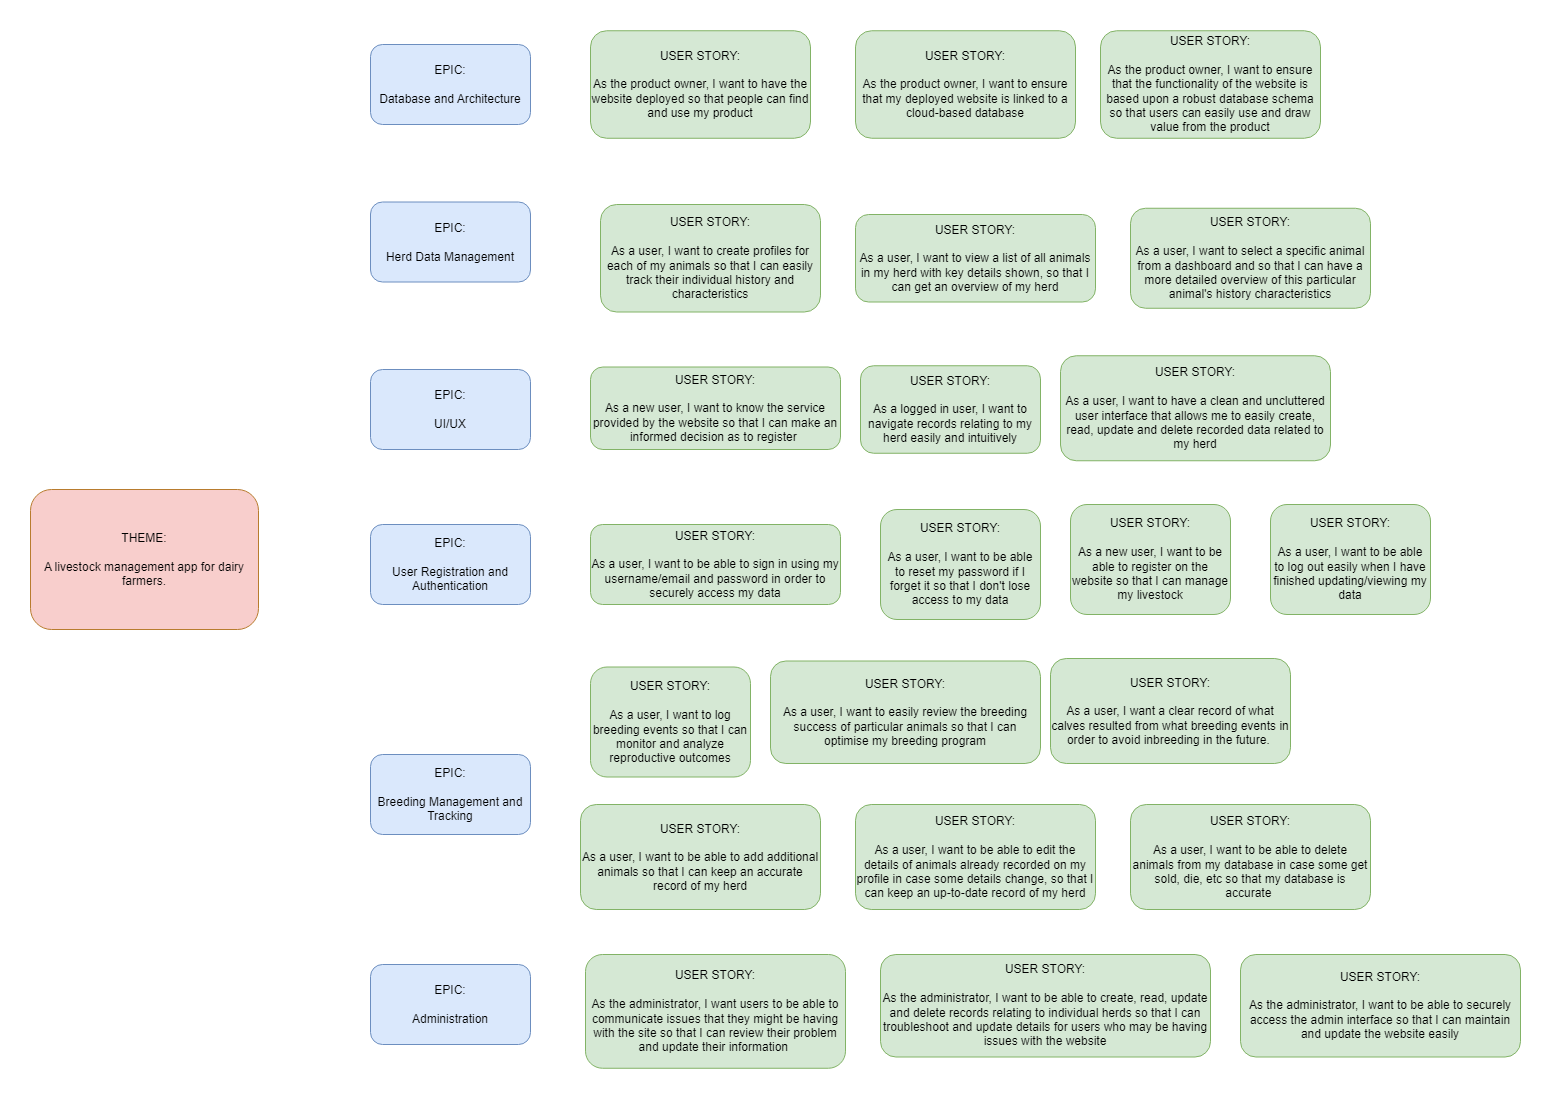 EPIC:
Database and Architecture
USER STORY:
As the product owner, I want to have the
website deployed so that people can find
and use my product
USER STORY:
As the product owner, I want to ensure
that my deployed website is linked to a
cloud-based database
USER STORY:
As the product owner, I want to ensure
that the functionality of the website is
based upon a robust database schema
so that users can easily use and draw
value from the product
EPIC:
Herd Data Management
USER STORY:
As a user, I want to create profiles for
each of my animals so that I can easily
track their individual history and
characteristics
USER STORY:
As a user, I want to view a list of all animals
in my herd with key details shown, so that I
can get an overview of my herd
USER STORY:
As a user, I want to select a specific animal
from a dashboard and so that I can have a
more detailed overview of this particular
animal's history characteristics
EPIC:
UI/UX
USER STORY:
As a new user, I want to know the service
provided by the website so that I can make an
informed decision as to register
USER STORY:
As a logged in user, I want to
navigate records relating to my
herd easily and intuitively
USER STORY:
As a user, I want to have a clean and uncluttered
user interface that allows me to easily create,
read, update and delete recorded data related to
my herd
THEME:
A livestock management app for dairy
farmers.
EPIC:
User Registration and
Authentication
USER STORY:
As a user, I want to be able to sign in using my
username/email and password in order to
securely access my data
USER STORY:
As a user, I want to be able
to reset my password if I
forget it so that I don't lose
access to my data
USER STORY:
As a new user, I want to be
able to register on the
website so that I can manage
my livestock
USER STORY:
As a user, I want to be able
to log out easily when I have
finished updating/viewing my
data
EPIC:
Breeding Management and
Tracking
USER STORY:
As a user, I want to log
breeding events so that I can
monitor and analyze
reproductive outcomes
USER STORY:
As a user, I want to easily review the breeding
success of particular animals so that I can
optimise my breeding program
USER STORY:
As a user, I want a clear record of what
calves resulted from what breeding events in
order to avoid inbreeding in the future.
USER STORY:
As a user, I want to be able to add additional
animals so that I can keep an accurate
record of my herd
USER STORY:
As a user, I want to be able to edit the
details of animals already recorded on my
profile in case some details change, so that I
can keep an up-to-date record of my herd
USER STORY:
As a user, I want to be able to delete
animals from my database in case some get
sold, die, etc so that my database is
accurate
EPIC:
Administration
USER STORY:
As the administrator, I want users to be able to
communicate issues that they might be having
with the site so that I can review their problem
and update their information
USER STORY:
As the administrator, I want to be able to create, read, update
and delete records relating to individual herds so that I can
troubleshoot and update details for users who may be having
issues with the website
USER STORY:
As the administrator, I want to be able to securely
access the admin interface so that I can maintain
and update the website easily